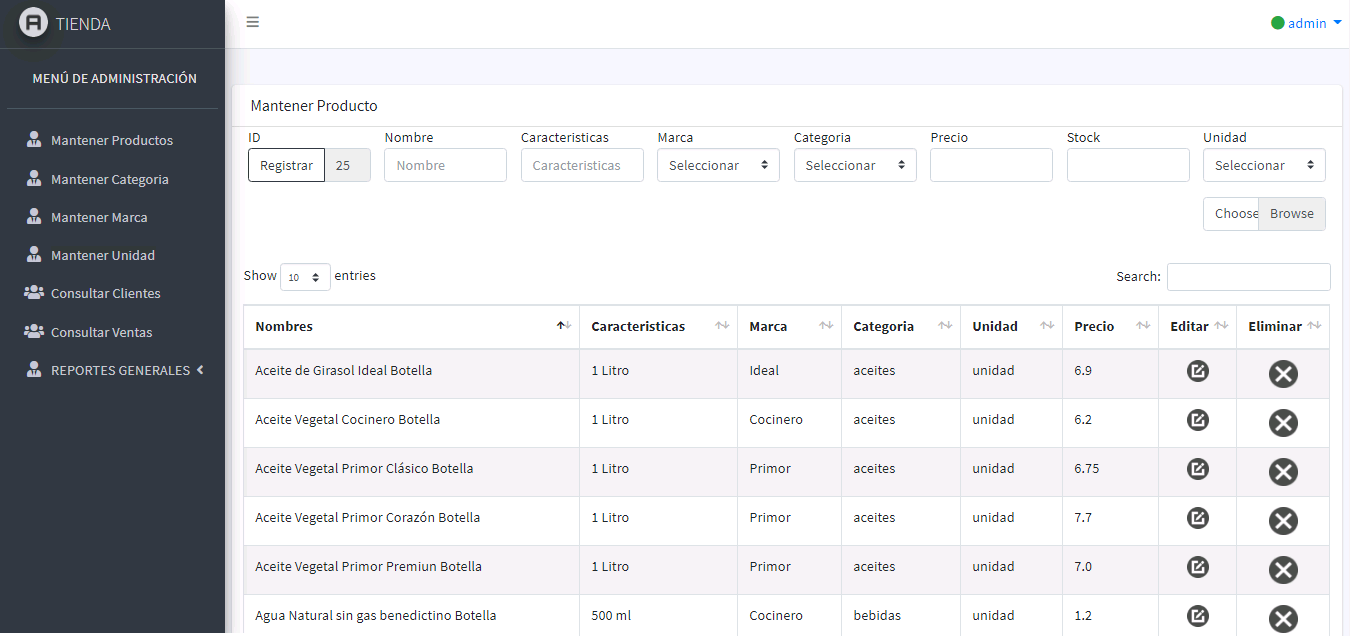 TIENDA
admin
MENÚ DE ADMINISTRACIÓN
Mantener Productos
Mantener Categoria
Mantener Marca
Mantener Unidad
Consultar Clientes
Consultar Ventas
REPORTES GENERALES
Mantener Producto
ID Nombre Caracteristicas Marca Categoria Precio Stock Unidad
Registrar 25 Nombre Caracteristicas Seleccionar Seleccionar Seleccionar
Choose Browse
Show 10 entries Search:
Nombres Caracteristicas Marca Categoria Unidad Precio Editar Eliminar
Aceite de Girasol Ideal Botella 1 Litro Ideal aceites unidad 6.9
Aceite Vegetal Cocinero Botella 1 Litro Cocinero aceites unidad 6.2
Aceite Vegetal Primor Clásico Botella 1 Litro Primor aceites unidad 6.75
Aceite Vegetal Primor Corazón Botella 1 Litro Primor aceites unidad 7.7
Aceite Vegetal Primor Premiun Botella 1 Litro Primor aceites unidad 7.0
Agua Natural sin gas benedictino Botella 500 ml Cocinero bebidas unidad 1.2